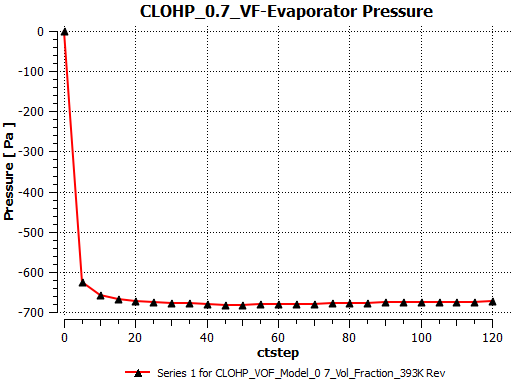 CLOHP_0.7_VF-Evaporator Pressure
0
-100
-200
-300
-400
-500
-600
-700
Pressure [ Pa ]
0 20 40 60 80 100 120
ctstep
Series 1 for CLOHP_VOF_Model_0 7_Vol_Fraction_393K Rev